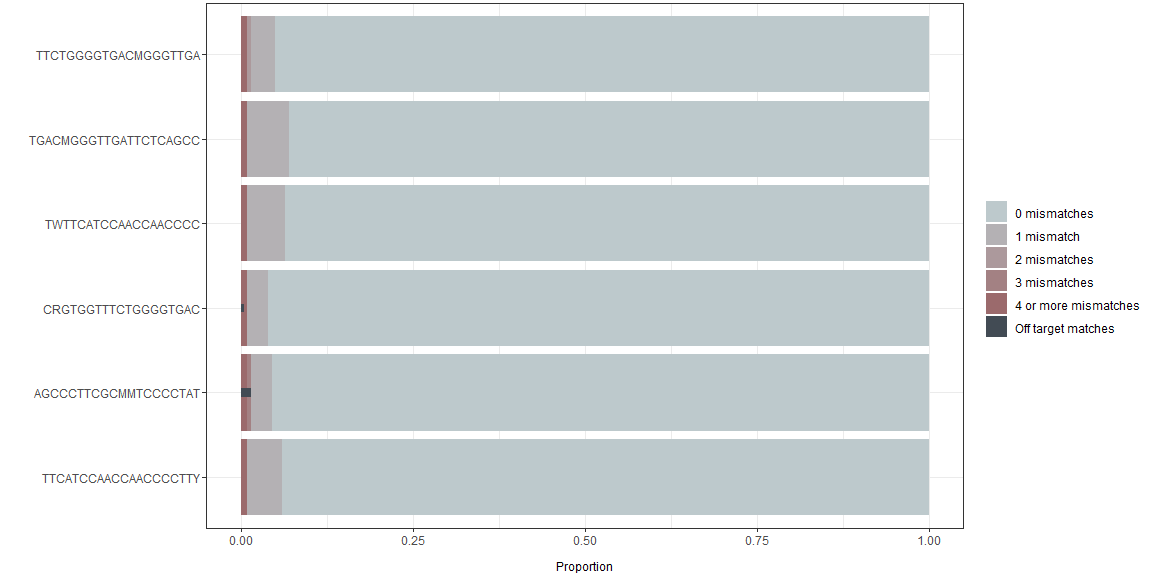 TTCTGGGGTGACMGGGTTGA
TGACMGGGTTGATTCTCAGCC
TWTTCATCCAACCAACCCC
CRGTGGTTTCTGGGGTGAC
AGCCCTTCGCMMTCCCCTAT
TTCATCCAACCAACCCCTTY
0.00 0.25 0.50 0.75 1.00
Proportion
0 mismatches
1 mismatch
2 mismatches
3 mismatches
4 or more mismatches
Off target matches